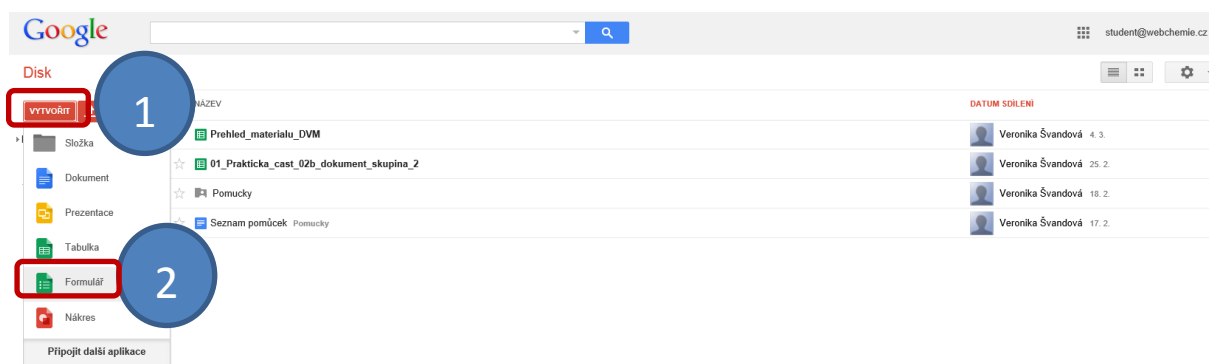 Google
student@webchemie.cz
Disk
VYTVOŘIT
1
NÁZEV
DATUM SDÍLENÍ
Složka
Prehled_materialu_DVM
Veronika Švandová 4. 3.
01_Prakticka_cast_02b_dokument_skupina_2
Veronika Švandová 25. 2.
Dokument
Pomucky
Veronika Švandová 18. 2.
Prezentace
Seznam pomůcek Pomucky
Veronika Švandová 17. 2.
Tabulka
Formulář
2
Nákres
Připojit další aplikace